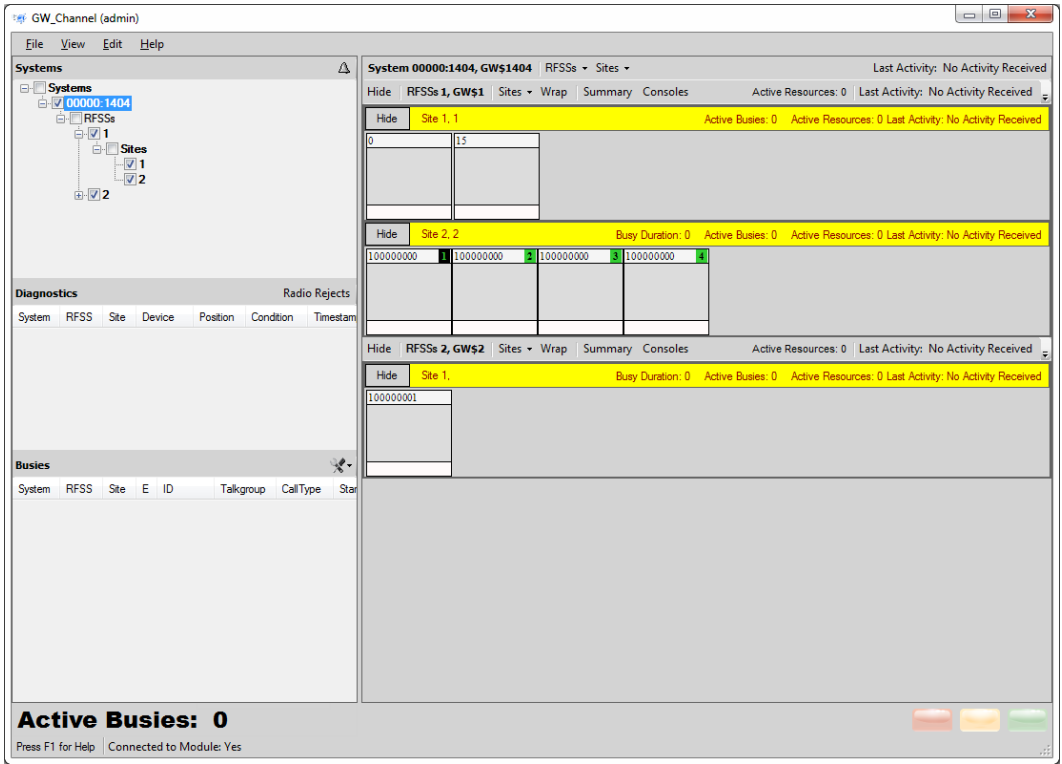 GW_Channel (admin)
File View Edit Help
Systems
Systems
00000:1404
RFSSs
1
Sites
1
2
2
Diagnostics Radio Rejects
System RFSS Site Device Position Condition Timestam
Busies
System RFSS Site E ID Talkgroup CallType Star
System 00000:1404, GW$1404 RFSSs Sites Last Activity: No Activity Received
Hide RFSSs 1, GW$1 Sites Wrap Summary Consoles Active Resources: 0 Last Activity: No Activity Received
Hide Site 1, 1 Active Busies: 0 Active Resources: 0 Last Activity: No Activity Received
0 15
Hide Site 2, 2 Busy Duration: 0 Active Busies: 0 Active Resources: 0 Last Activity: No Activity Received
100000000 1 100000000 2 100000000 3 100000000 4
Hide RFSSs 2, GW$2 Sites Wrap Summary Consoles Active Resources: 0 Last Activity: No Activity Received
Hide Site 1, Busy Duration: 0 Active Busies: 0 Active Resources: 0 Last Activity: No Activity Received
100000001
Active Busies: 0
Press F1 for Help Connected to Module: Yes